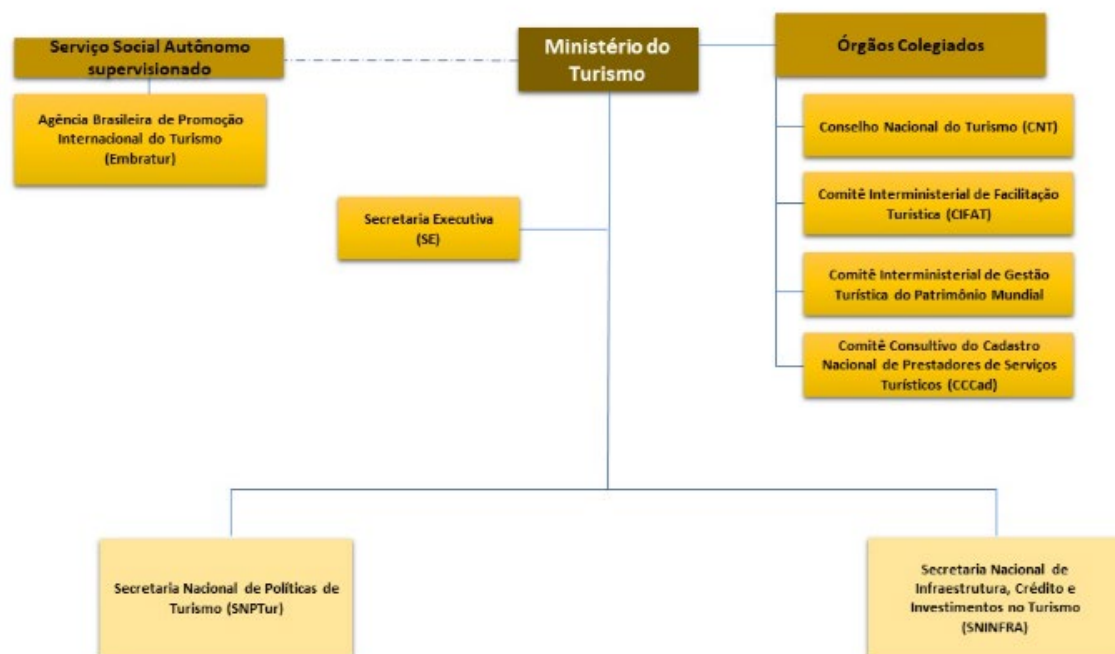 Serviço Social Autônomo
supervisionado
Ministério do
Turismo
Órgãos Colegiados
Agência Brasileira de Promoção
Internacional do Turismo
(Embratur)
Conselho Nacional do Turismo (CNT)
Comitê Interministerial de Facilitação
Turística (CIFAT)
Secretaria Executiva
(SE)
Comitê Interministerial de Gestão
Turística do Patrimônio Mundial
Comitê Consultivo do Cadastro
Nacional de Prestadores de Serviços
Turísticos (CCCad)
Secretaria Nacional de Políticas de
Turismo (SNPTur)
Secretaria Nacional de
Infraestrutura, Crédito e
Investimentos no Turismo
(SNINFRA)